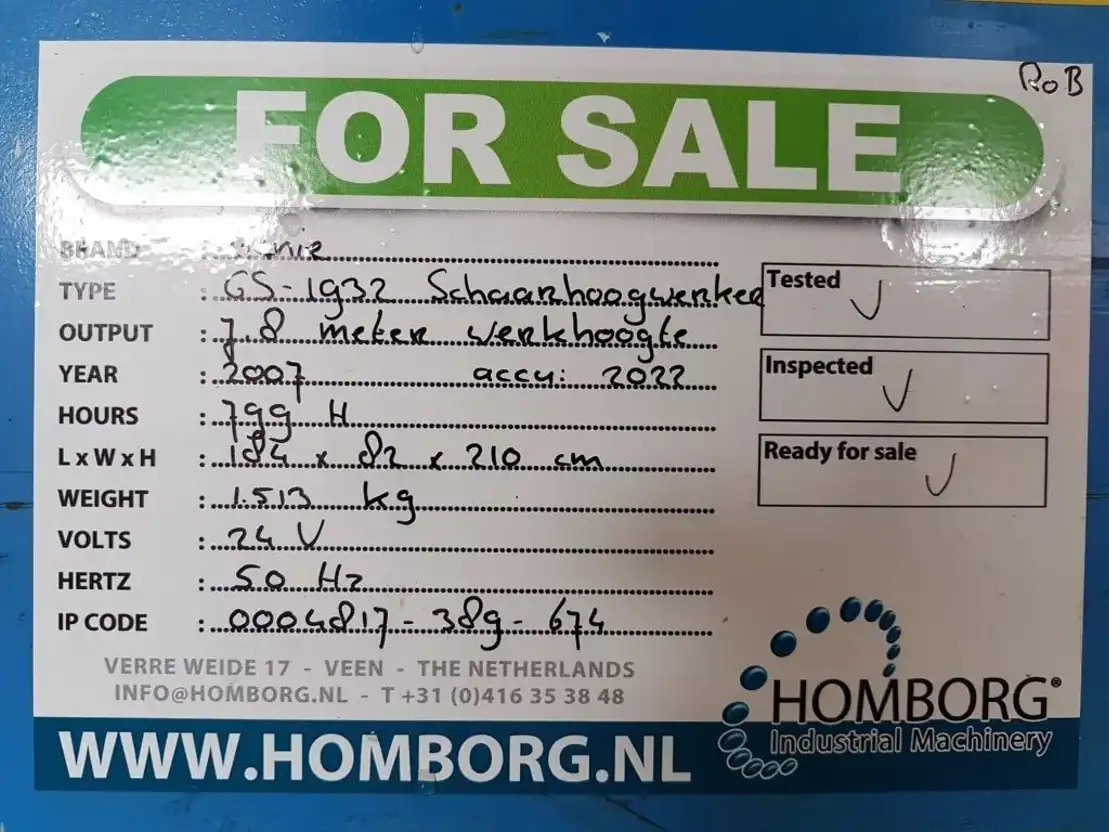 RoB
FOR SALE
BRAND : Genie
TYPE : GS-1932 Schaarhoogwerker
OUTPUT : 7.8 meter werkhoogte
YEAR : 2007 accu: 2022
HOURS : 799 H
L x W x H : 184 x 82 x 210 cm
WEIGHT : 1.513 kg
VOLTS : 24 V
HERTZ : 50 Hz
IP CODE : 0004817-389-674
Tested V
Inspected V
Ready for sale V
VERRE WEIDE 17 - VEEN - THE NETHERLANDS
INFO@HOMBORG.NL - T +31 (0)416 35 38 48
WWW.HOMBORG.NL
HOMBORG®
Industrial Machinery